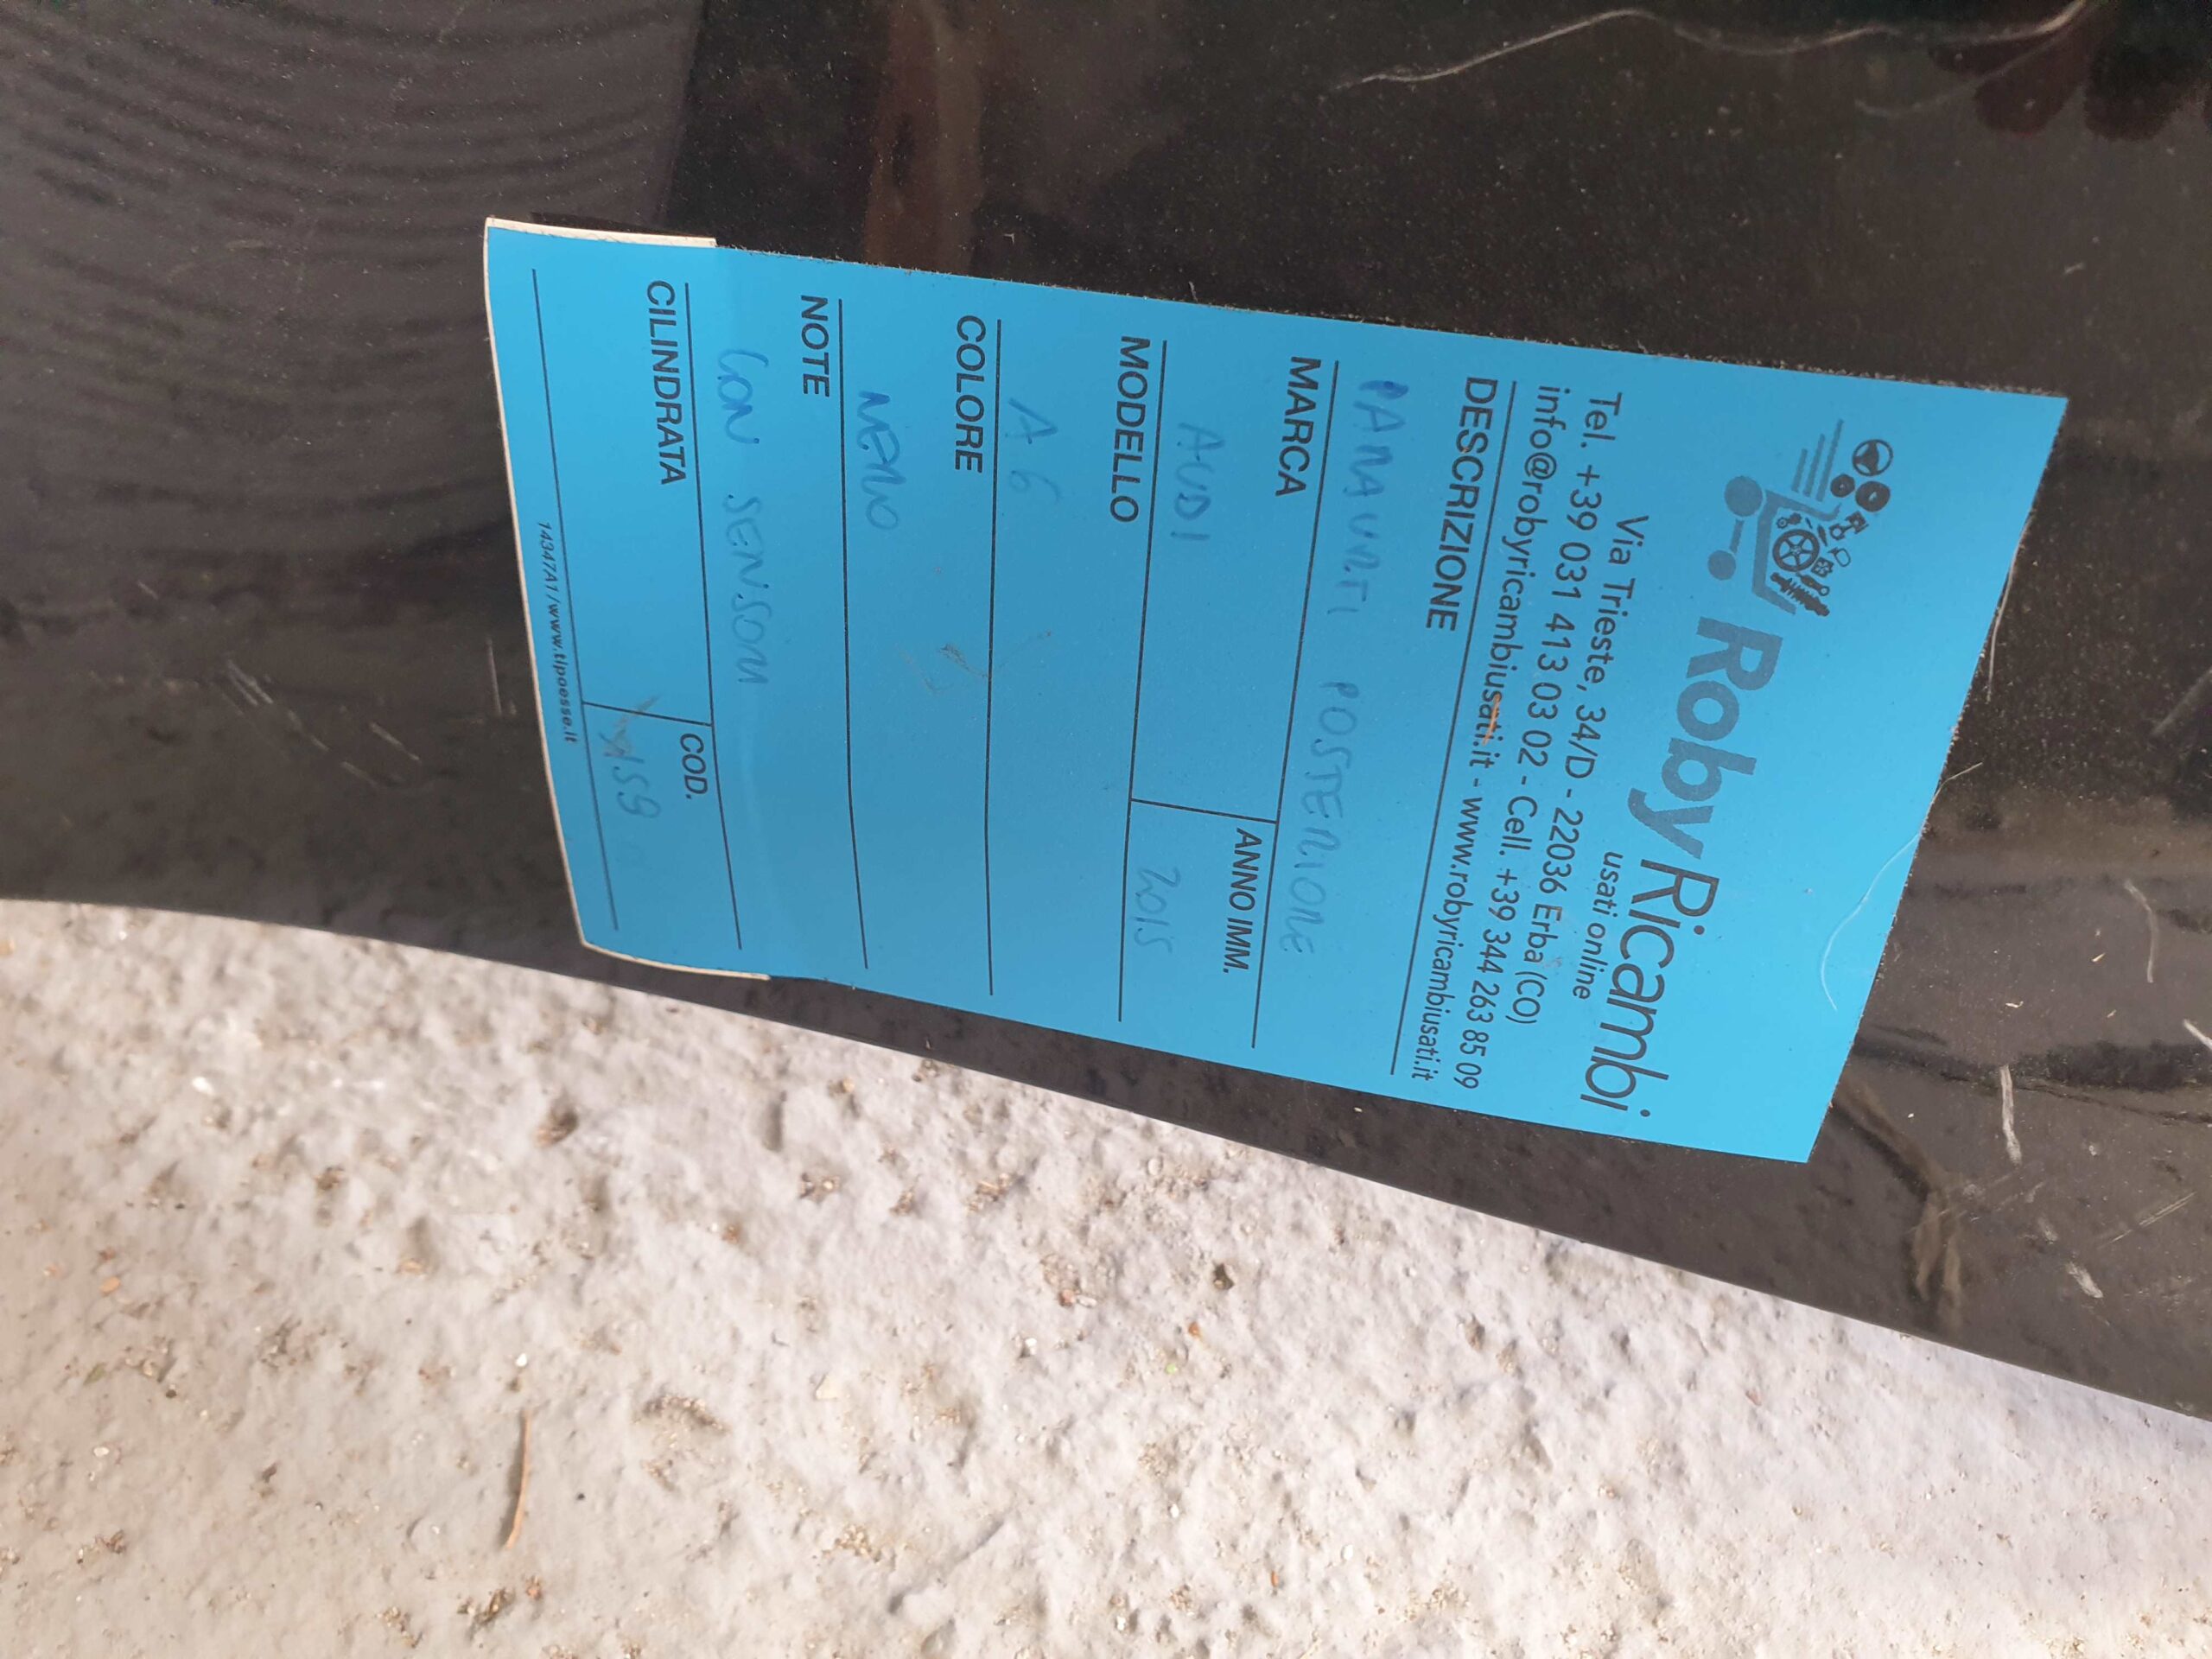 RobyRicambi
usati online
Via Trieste, 34/D - 22036 Erba (CO)
Tel. +39 031 413 03 02 - Cell. +39 344 263 85 09
info@robyricambiusati.it - www.robyricambiusati.it
DESCRIZIONE
PARAURTI POSTERIORE
MARCA
ANNO IMM.
AUDI
2015
MODELLO
A6
COLORE
NERO
NOTE
CON SENSORI
CILINDRATA
COD.
14347A1 / www.tipoesse.it